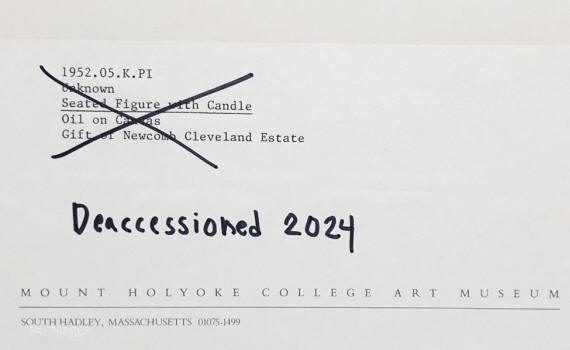 1952.05.K.PI
Unknown
Seated Figure with Candle
Oil on Canvas
Gift of Newcomb Cleveland Estate
Deaccessioned 2024
MOUNT HOLYOKE COLLEGE ART MUSEUM
SOUTH HADLEY, MASSACHUSETTS 01075-1499